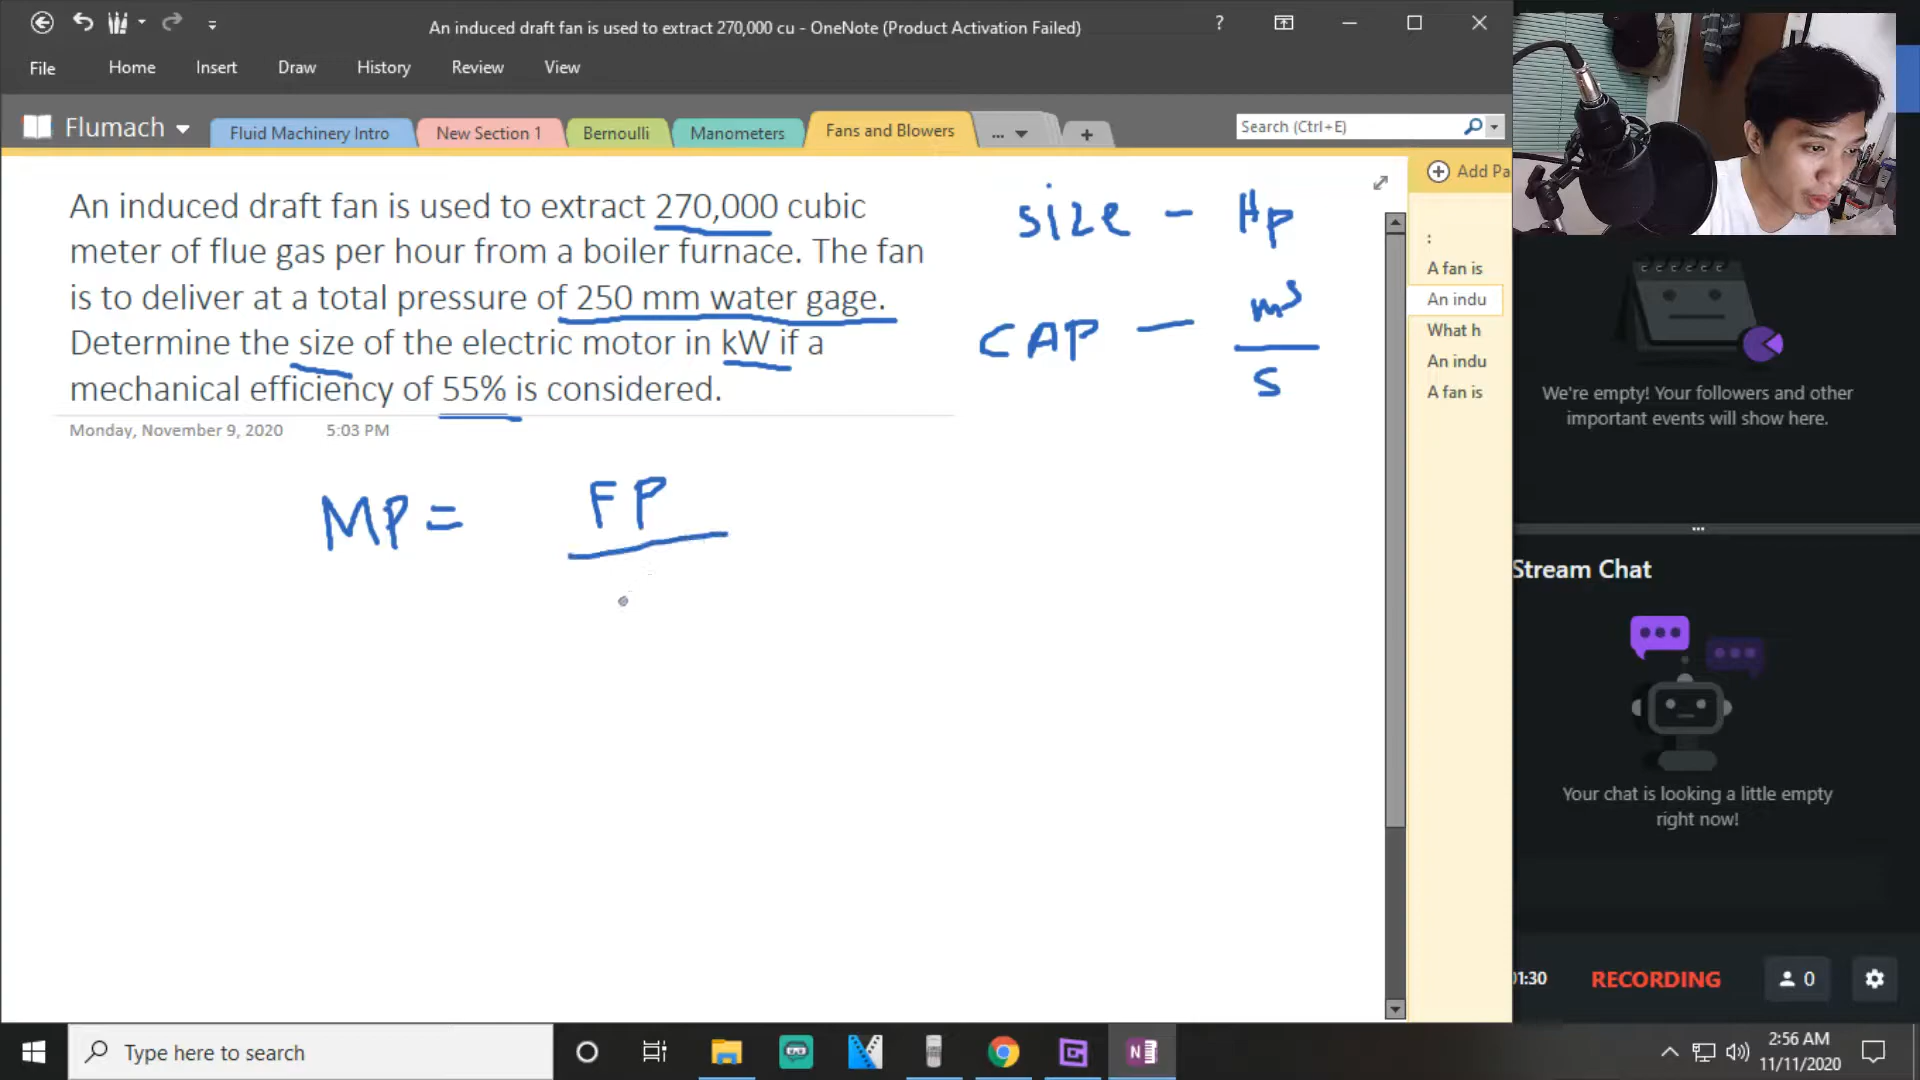 An induced draft fan is used to extract 270,000 cu - OneNote (Product Activation Failed)
?
File Home Insert Draw History Review View
Flumach
Fluid Machinery Intro
New Section 1
Bernoulli
Manometers
Fans and Blowers
...
Search (Ctrl+E)
Add Pa
An induced draft fan is used to extract 270,000 cubic
meter of flue gas per hour from a boiler furnace. The fan
is to deliver at a total pressure of 250 mm water gage.
Determine the size of the electric motor in kW if a
mechanical efficiency of 55% is considered.
Monday, November 9, 2020 5:03 PM
size - Hp
CAP - m³
s
MP = FP
:
A fan is
An indu
What h
An indu
A fan is
We're empty! Your followers and other
important events will show here.
...
Stream Chat
Your chat is looking a little empty
right now!
01:30
RECORDING
0
Type here to search
N
2:56 AM
11/11/2020